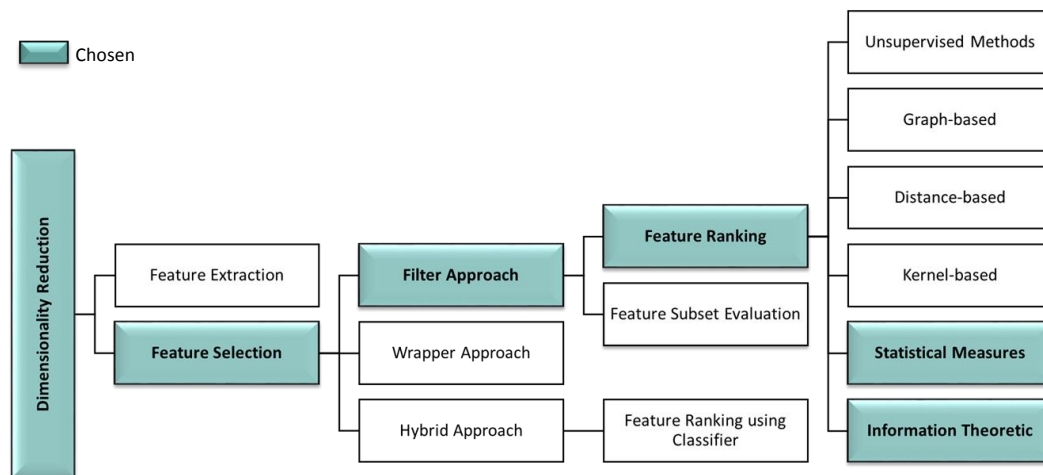 Chosen
Dimensionality Reduction
Feature Extraction
Feature Selection
Filter Approach
Wrapper Approach
Hybrid Approach
Feature Ranking
Feature Subset Evaluation
Feature Ranking using
Classifier
Unsupervised Methods
Graph-based
Distance-based
Kernel-based
Statistical Measures
Information Theoretic